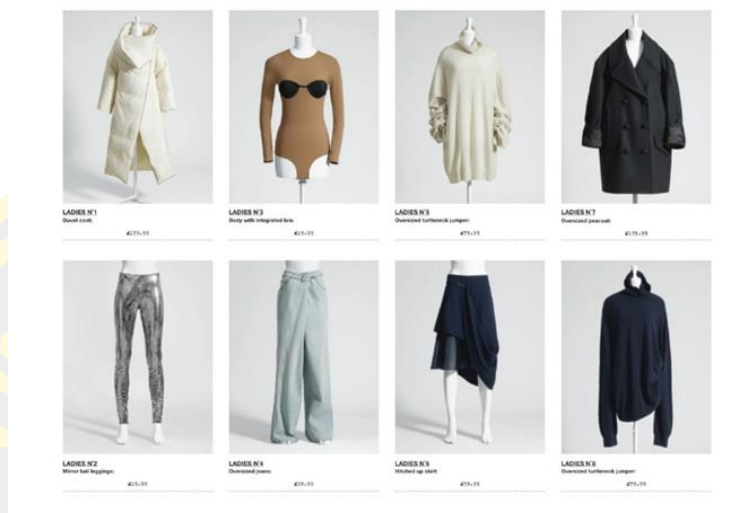 LADIES N°1
Duvet coat:
LADIES N°3
Body with integrated bra:
LADIES N°5
Oversized turtleneck jumper:
LADIES N°7
Oversized peacoat:
LADIES N°2
Mirror ball leggings:
LADIES N°4
Oversized jeans:
LADIES N°6
Hitched up skirt:
LADIES N°8
Oversized turtleneck jumper: